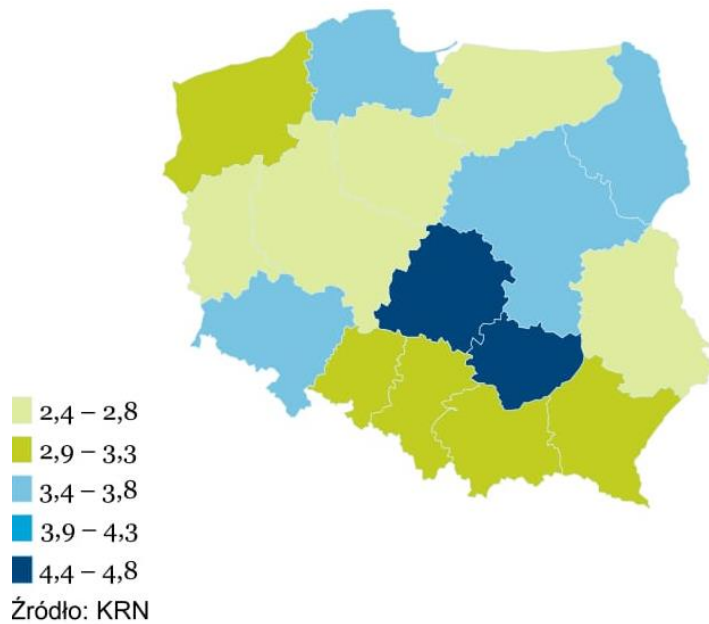 2,4 – 2,8
2,9 – 3,3
3,4 – 3,8
3,9 – 4,3
4,4 – 4,8
Źródło: KRN